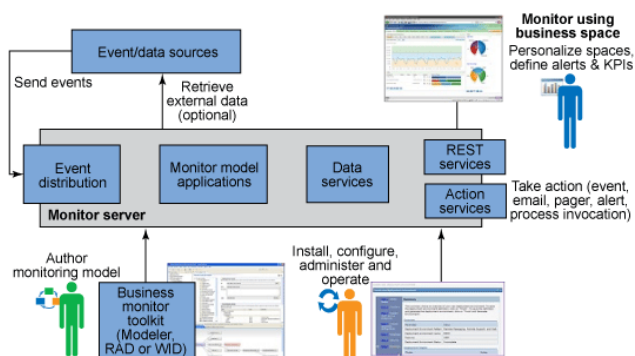 Event/data sources
Send events
Retrieve
external data
(optional)
Monitor using
business space
Personalize spaces,
define alerts & KPIs
Event
distribution
Monitor model
applications
Data
services
REST
services
Action
services
Monitor server
Take action (event,
email, pager, alert,
process invocation)
Author
monitoring model
Business
monitor
toolkit
(Modeler,
RAD or WID)
Install, configure,
administer and
operate